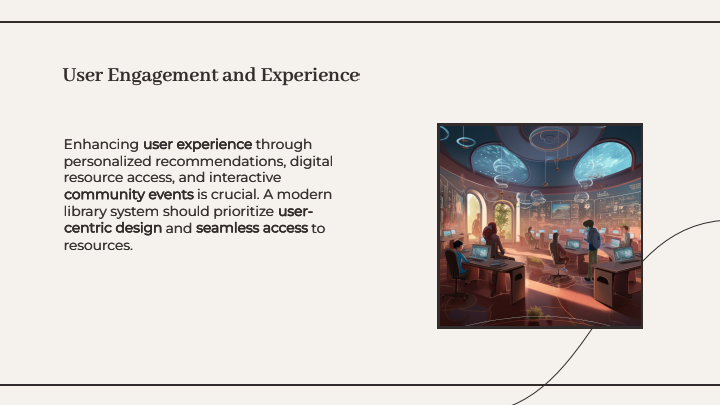 User Engagement and Experience
Enhancing user experience through
personalized recommendations, digital
resource access, and interactive
community events is crucial. A modern
library system should prioritize user-
centric design and seamless access to
resources.